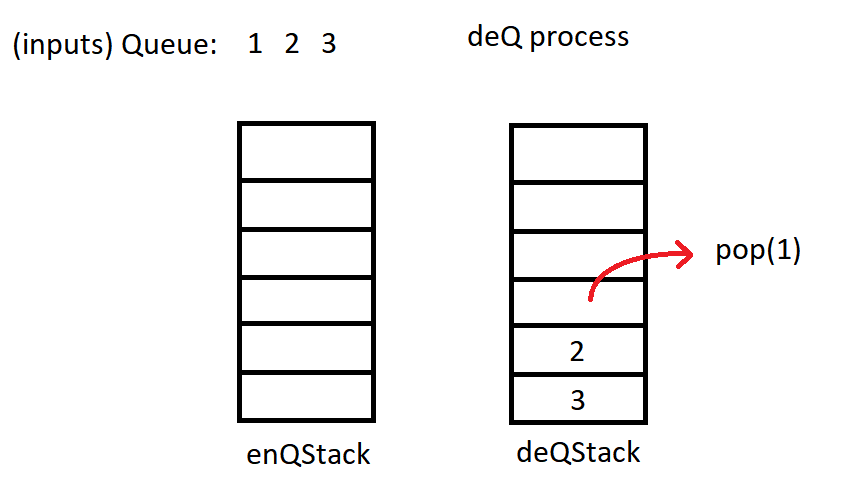 (inputs) Queue: 1 2 3
deQ process
pop(1)
2
3
enQStack
deQStack